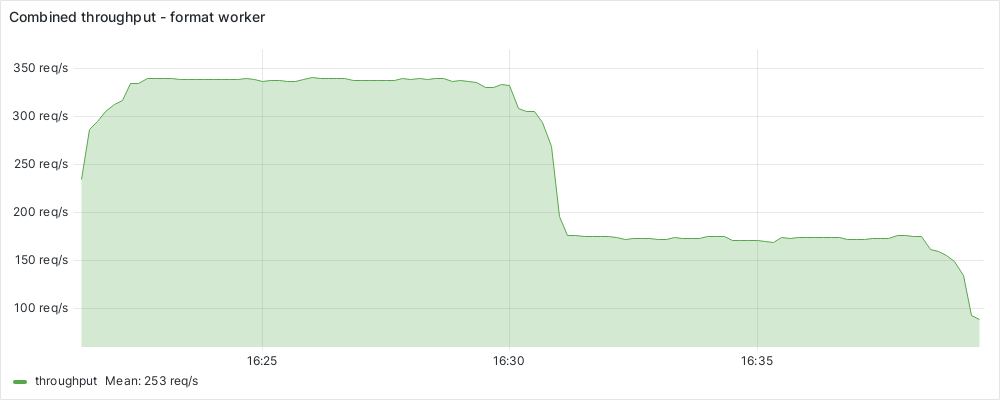 Combined throughput - format worker
350 req/s
300 req/s
250 req/s
200 req/s
150 req/s
100 req/s
16:25 16:30 16:35
throughput Mean: 253 req/s